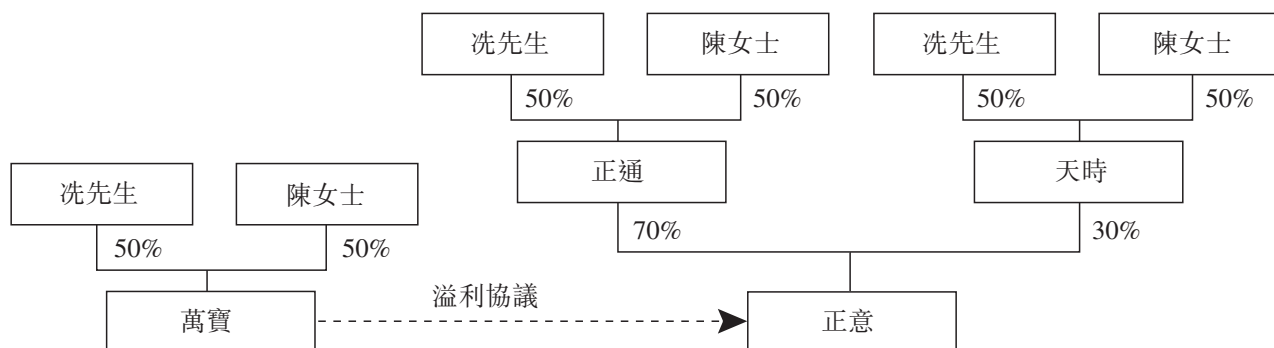 冼先生 陳女士 冼先生 陳女士
50% 50% 50% 50%
正通 天時
冼先生 陳女士
70% 30%
50% 50%
溢利協議
萬寶 正意